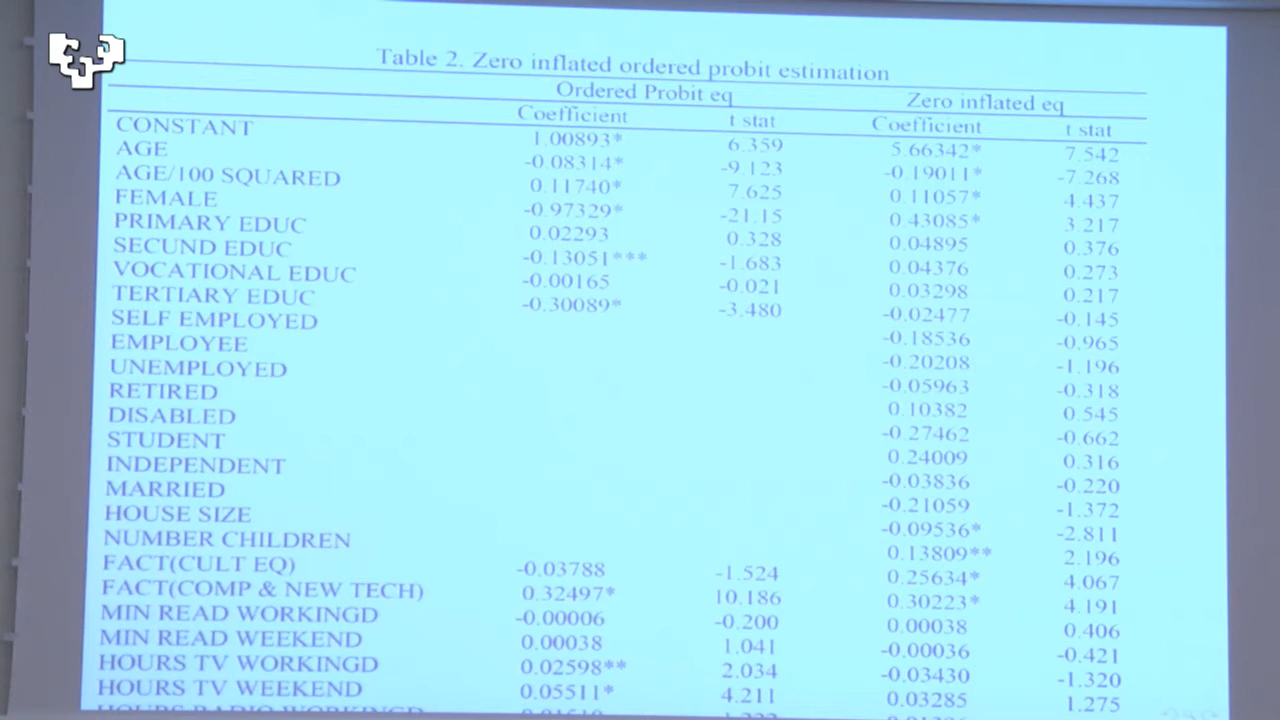 Table 2. Zero inflated ordered probit estimation
Ordered Probit eq Zero inflated eq
Coefficient t stat Coefficient t stat
CONSTANT 1.00893* 6.359 5.66342* 7.542
AGE -0.08314* -9.123 -0.19011* -7.268
AGE/100 SQUARED 0.11740* 7.625 0.11057* 4.437
FEMALE -0.97329* -21.15 0.43085* 3.217
PRIMARY EDUC 0.02293 0.328 0.04895 0.376
SECUND EDUC -0.13051*** -1.683 0.04376 0.273
VOCATIONAL EDUC -0.00165 -0.021 0.03298 0.217
TERTIARY EDUC -0.30089* -3.480 -0.02477 -0.145
SELF EMPLOYED -0.18536 -0.965
EMPLOYEE -0.20208 -1.196
UNEMPLOYED -0.05963 -0.318
RETIRED 0.10382 0.545
DISABLED -0.27462 -0.662
STUDENT 0.24009 0.316
INDEPENDENT -0.03836 -0.220
MARRIED -0.21059 -1.372
HOUSE SIZE -0.09536* -2.811
NUMBER CHILDREN 0.13809** 2.196
FACT(CULT EQ) -0.03788 -1.524 0.25634* 4.067
FACT(COMP & NEW TECH) 0.32497* 10.186 0.30223* 4.191
MIN READ WORKINGD -0.00006 -0.200 0.00038 0.406
MIN READ WEEKEND 0.00038 1.041 -0.00036 -0.421
HOURS TV WORKINGD 0.02598** 2.034 -0.03430 -1.320
HOURS TV WEEKEND 0.05511* 4.211 0.03285 1.275
HOURS RADIO WORKINGD